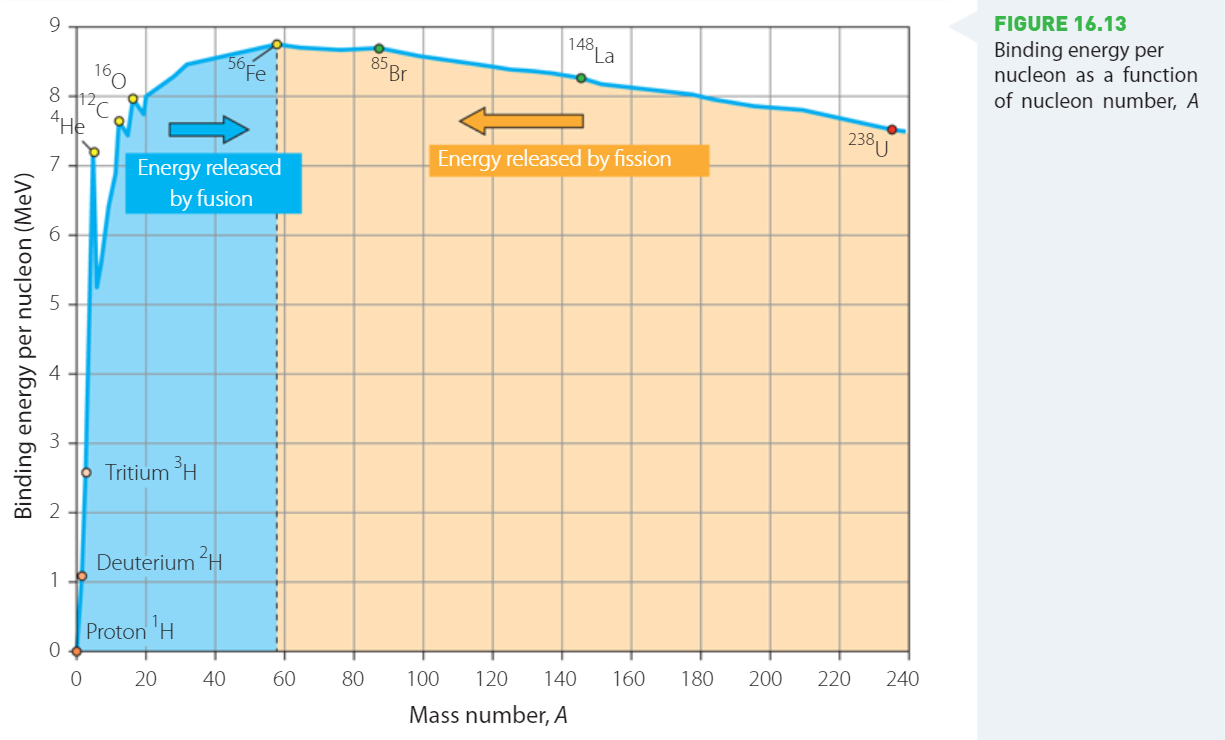 9
8
7
6
5
4
3
2
1
0
Binding energy per nucleon (MeV)
⁴He
¹²C
¹⁶O
⁵⁶Fe
⁸⁵Br
¹⁴⁸La
²³⁸U
Energy released
by fusion
Energy released by fission
Tritium ³H
Deuterium ²H
Proton ¹H
0 20 40 60 80 100 120 140 160 180 200 220 240
Mass number, A
FIGURE 16.13
Binding energy per
nucleon as a function
of nucleon number, A